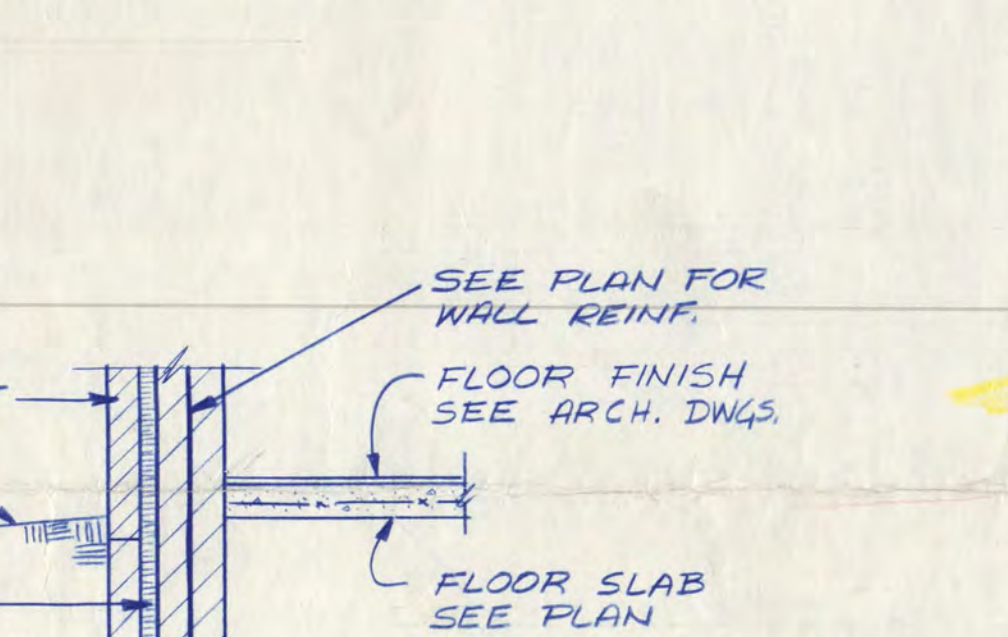 SEE PLAN FOR
WALL REINF.
FLOOR FINISH
SEE ARCH. DWGS.
FLOOR SLAB
SEE PLAN